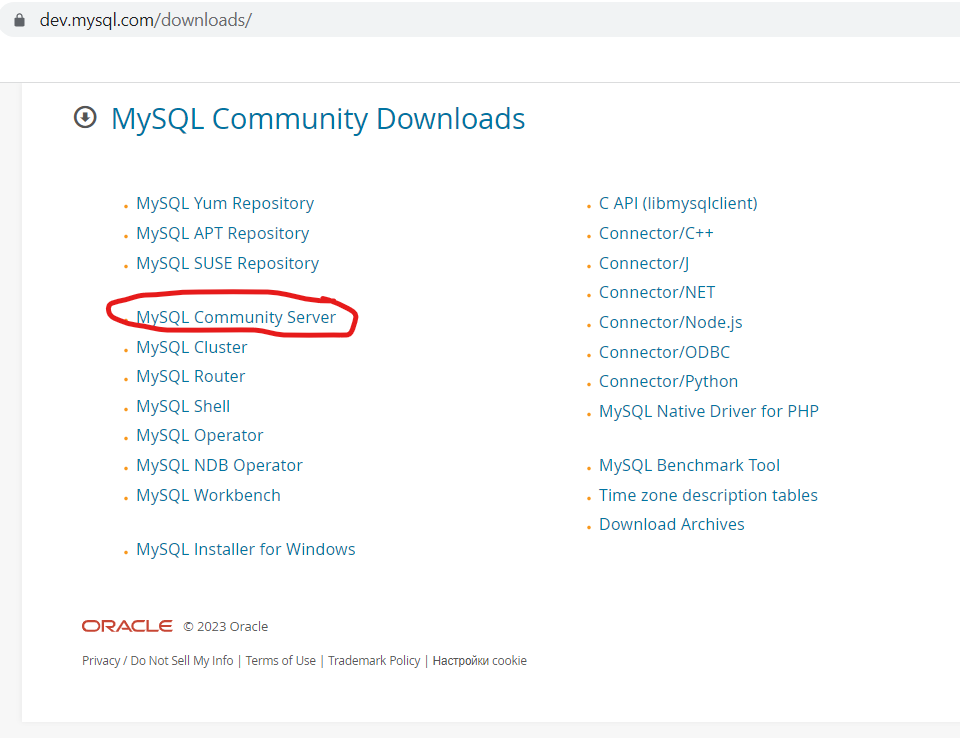 dev.mysql.com/downloads/
MySQL Community Downloads
MySQL Yum Repository
MySQL APT Repository
MySQL SUSE Repository
MySQL Community Server
MySQL Cluster
MySQL Router
MySQL Shell
MySQL Operator
MySQL NDB Operator
MySQL Workbench
MySQL Installer for Windows
C API (libmysqlclient)
Connector/C++
Connector/J
Connector/NET
Connector/Node.js
Connector/ODBC
Connector/Python
MySQL Native Driver for PHP
MySQL Benchmark Tool
Time zone description tables
Download Archives
ORACLE © 2023 Oracle
Privacy / Do Not Sell My Info | Terms of Use | Trademark Policy | Настройки cookie